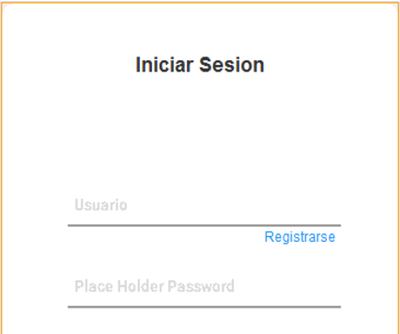 Iniciar Sesion
Usuario
Registrarse
Place Holder Password